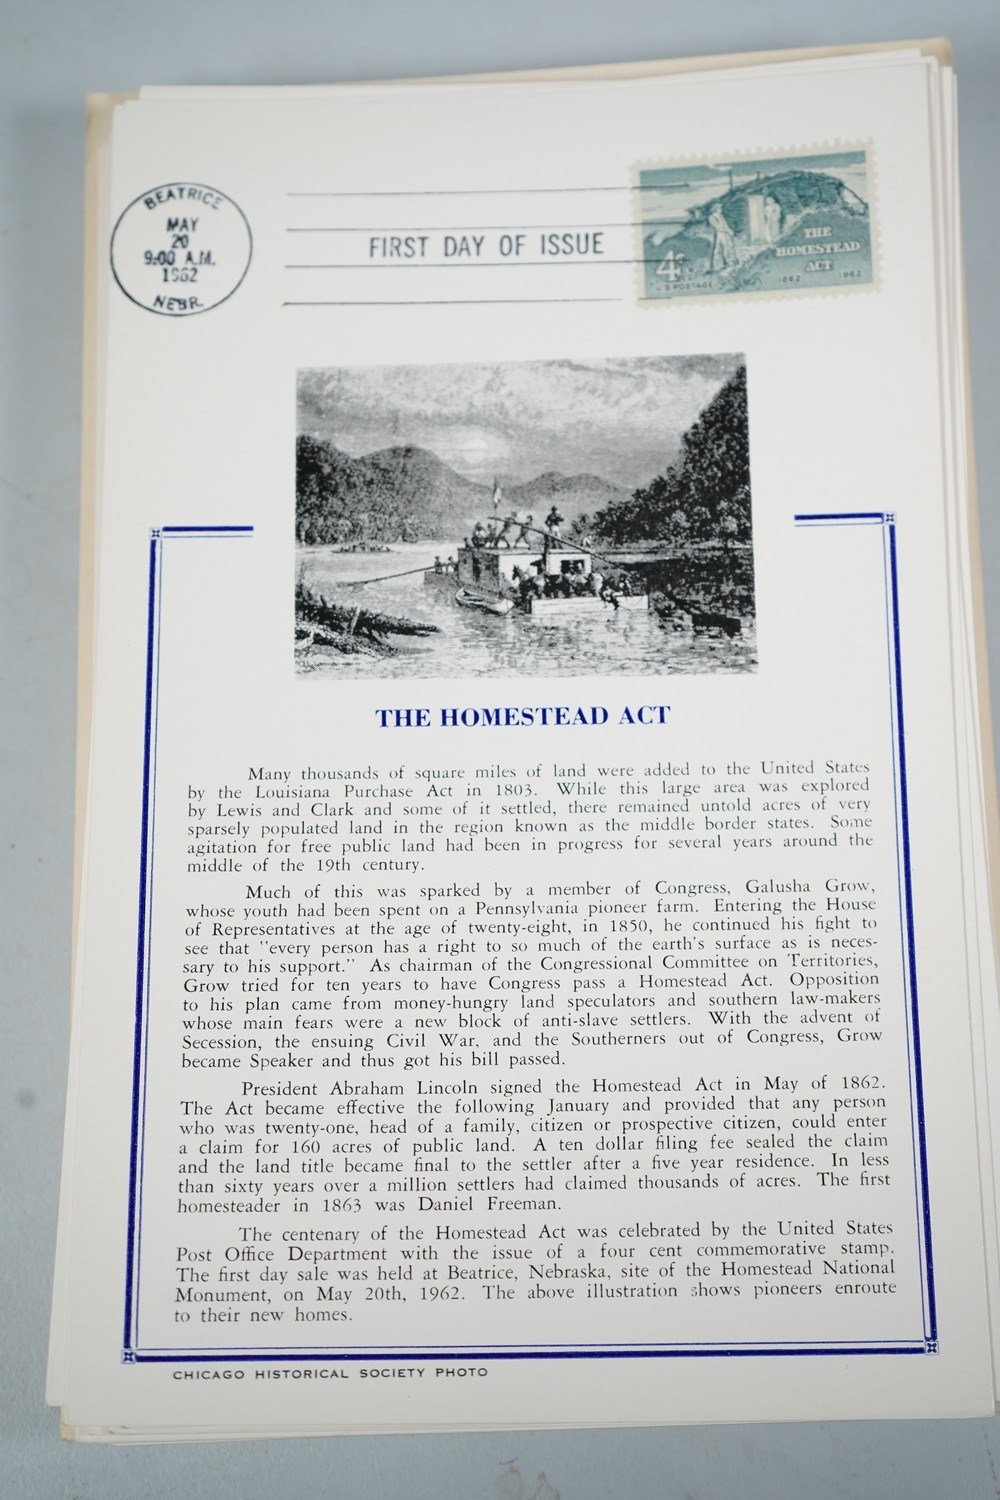 BEATRICE
MAY
20
9:00 A.M.
1962
NEBR.
FIRST DAY OF ISSUE
THE
HOMESTEAD
ACT
4¢
U.S. POSTAGE
1862
1962
THE HOMESTEAD ACT
Many thousands of square miles of land were added to the United States
by the Louisiana Purchase Act in 1803. While this large area was explored
by Lewis and Clark and some of it settled, there remained untold acres of very
sparsely populated land in the region known as the middle border states. Some
agitation for free public land had been in progress for several years around the
middle of the 19th century.
Much of this was sparked by a member of Congress, Galusha Grow,
whose youth had been spent on a Pennsylvania pioneer farm. Entering the House
of Representatives at the age of twenty-eight, in 1850, he continued his fight to
see that "every person has a right to so much of the earth's surface as is neces-
sary to his support." As chairman of the Congressional Committee on Territories,
Grow tried for ten years to have Congress pass a Homestead Act. Opposition
to his plan came from money-hungry land speculators and southern law-makers
whose main fears were a new block of anti-slave settlers. With the advent of
Secession, the ensuing Civil War, and the Southerners out of Congress, Grow
became Speaker and thus got his bill passed.
President Abraham Lincoln signed the Homestead Act in May of 1862.
The Act became effective the following January and provided that any person
who was twenty-one, head of a family, citizen or prospective citizen, could enter
a claim for 160 acres of public land. A ten dollar filing fee sealed the claim
and the land title became final to the settler after a five year residence. In less
than sixty years over a million settlers had claimed thousands of acres. The first
homesteader in 1863 was Daniel Freeman.
The centenary of the Homestead Act was celebrated by the United States
Post Office Department with the issue of a four cent commemorative stamp.
The first day sale was held at Beatrice, Nebraska, site of the Homestead National
Monument, on May 20th, 1962. The above illustration shows pioneers enroute
to their new homes.
CHICAGO HISTORICAL SOCIETY PHOTO